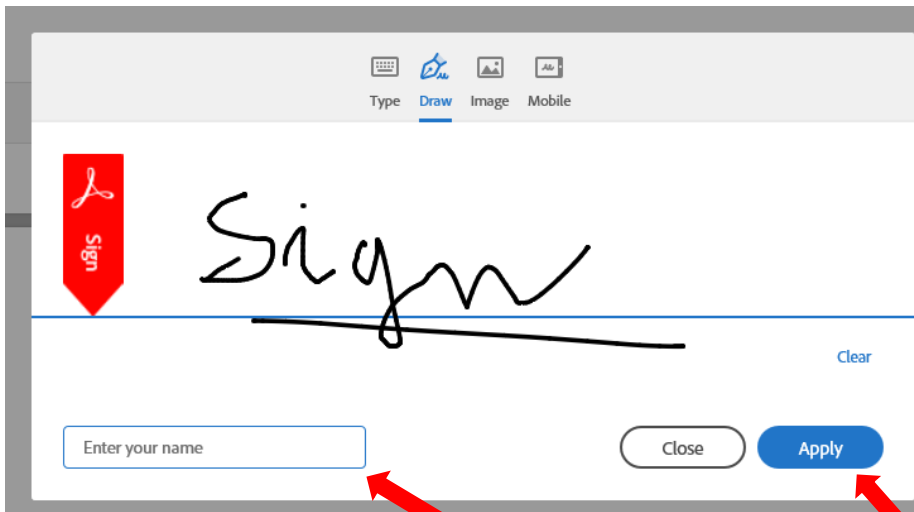 Type Draw Image Mobile
Sign
Sign
Clear
Enter your name Close Apply